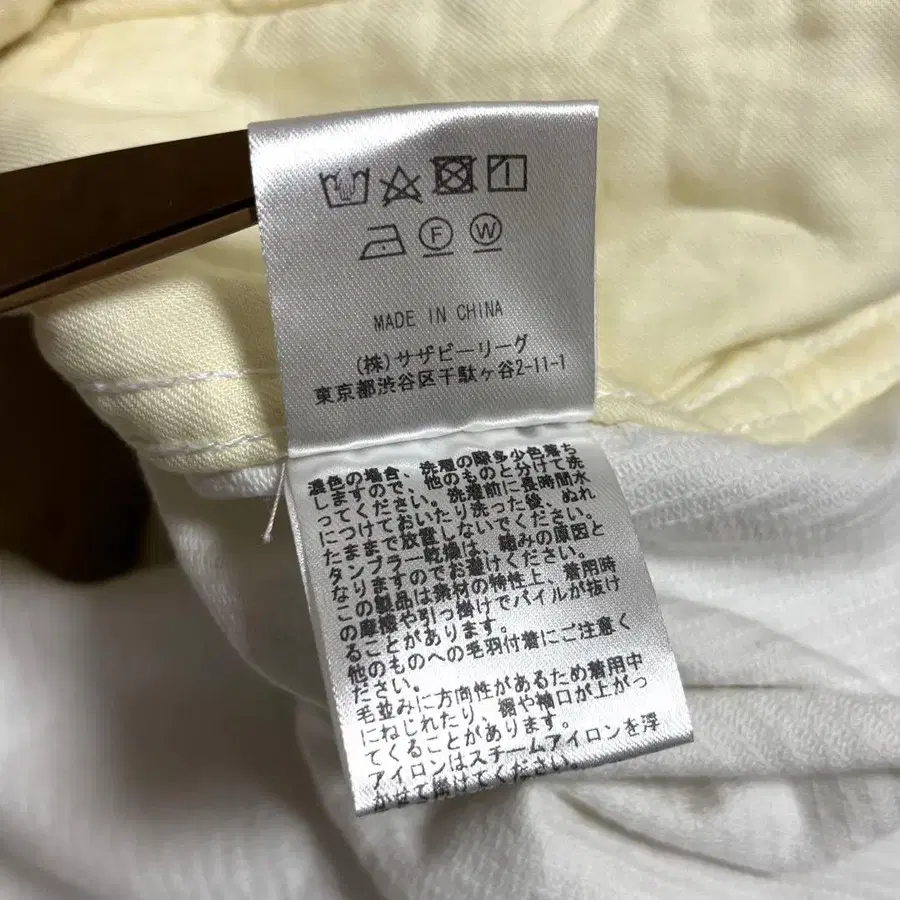 F W
MADE IN CHINA
(株)サザビーリーグ
東京都渋谷区千駄ヶ谷2-11-1
濃色の場合、洗濯の際多少色落ち
しますので、他のものと分けて洗
ってください。洗濯前に長時間水
につけておいたり洗った後、ぬれ
たままで放置しないでください。
タンブラー乾燥は、縮みの原因と
なりますのでお避けください。
この製品は素材の特性上、着用時
の摩擦や引っ掛けでパイルが抜け
ることがあります。
他のものへの毛羽付着にご注意く
ださい。
毛並みに方向性があるため着用中
にねじれたり、裾や袖口が上がっ
てくることがあります。
アイロンはスチームアイロンを浮
かせて掛けてください。